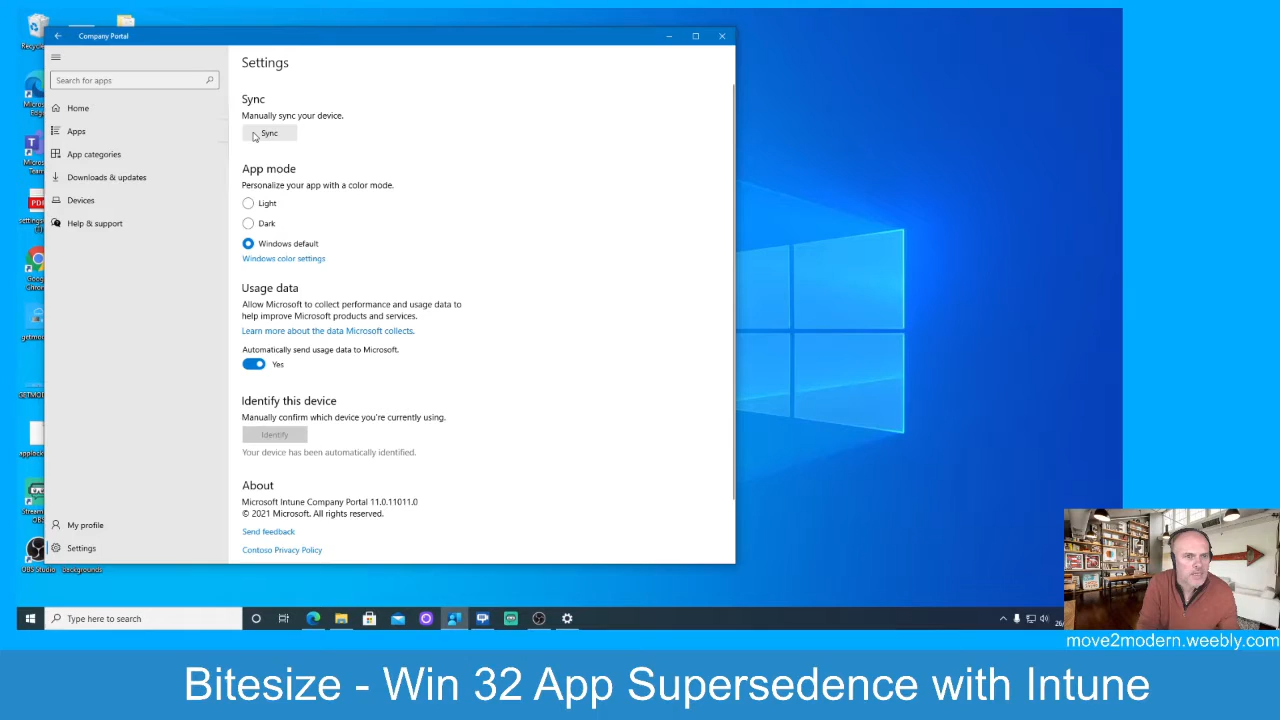 Company Portal
Recyc
Search for apps
Home
Apps
App categories
Downloads & updates
Devices
Help & support
My profile
Settings
Settings
Sync
Manually sync your device.
Sync
App mode
Personalize your app with a color mode.
Light
Dark
Windows default
Windows color settings
Usage data
Allow Microsoft to collect performance and usage data to
help improve Microsoft products and services.
Learn more about the data Microsoft collects.
Automatically send usage data to Microsoft.
Yes
Identify this device
Manually confirm which device you're currently using.
Identify
Your device has been automatically identified.
About
Microsoft Intune Company Portal 11.0.11011.0
© 2021 Microsoft. All rights reserved.
Send feedback
Contoso Privacy Policy
OBS Studio
backgrounds
Type here to search
move2modern.weebly.com
Bitesize - Win 32 App Supersedence with Intune